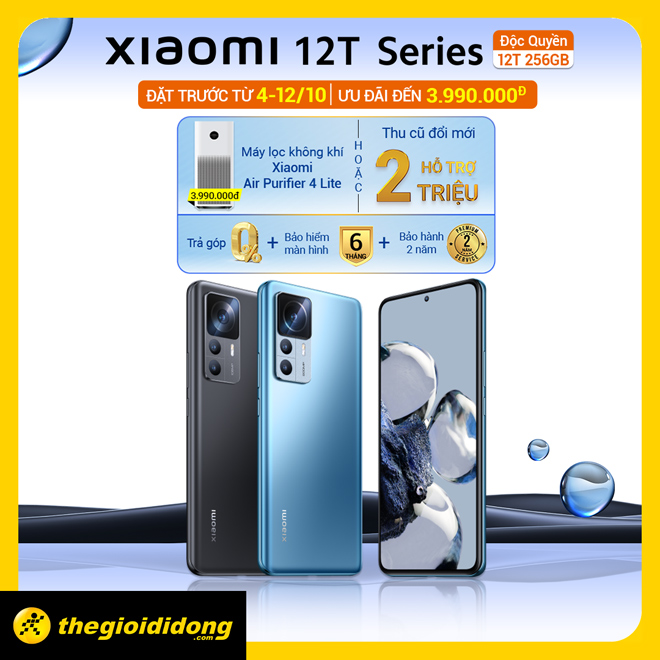 XIAOMI 12T Series
Độc Quyền
12T 256GB
ĐẶT TRƯỚC TỪ 4-12/10 | ƯU ĐÃI ĐẾN 3.990.000Đ
Máy lọc không khí
Xiaomi
Air Purifier 4 Lite
3.990.000đ
HOẶC
Thu cũ đổi mới
HỖ TRỢ
2 TRIỆU
Trả góp 0%
+ Bảo hiểm
màn hình
6
THÁNG
+ Bảo hành
2 năm
PREMIUM
2
NĂM
SERVICE
XIAOMI
XIAOMI
thegioididong
.com